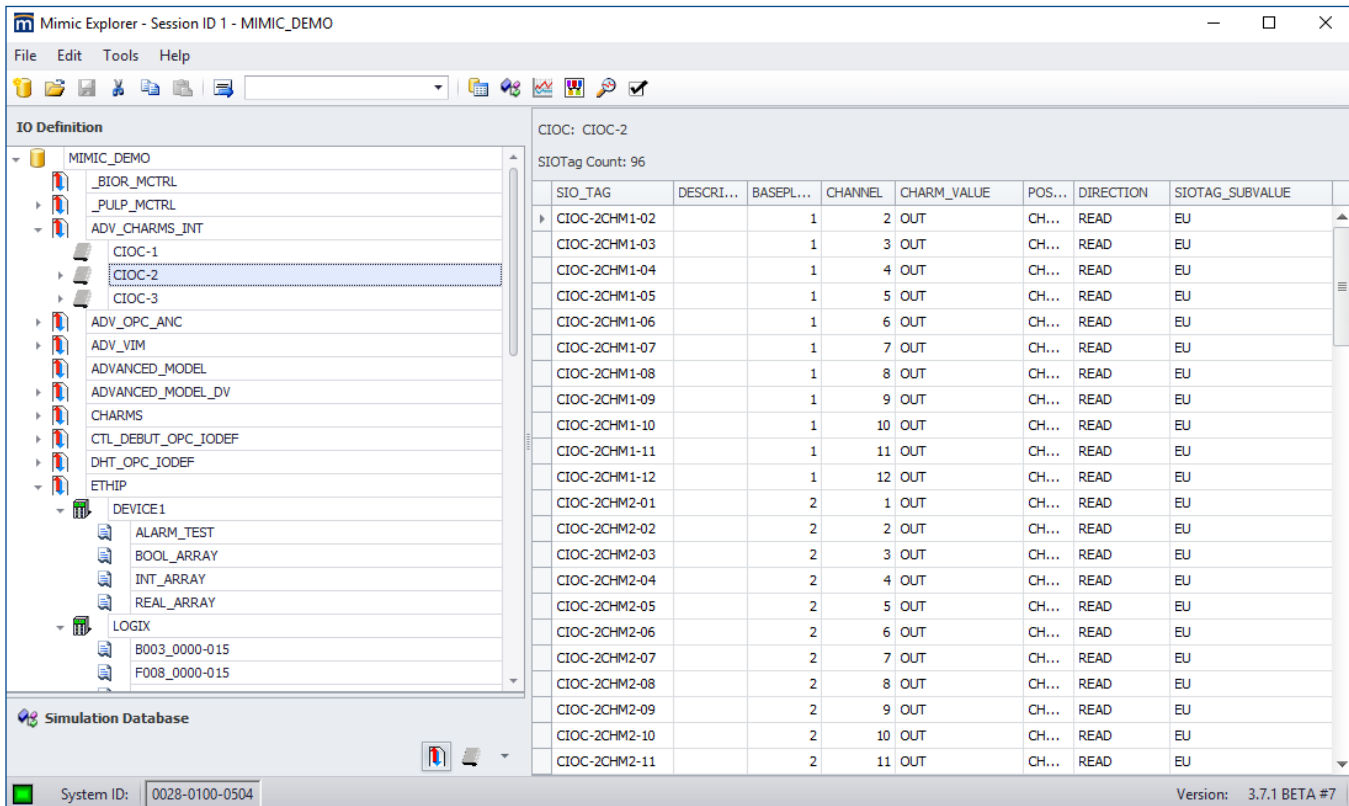 Mimic Explorer - Session ID 1 - MIMIC_DEMO
File Edit Tools Help
IO Definition
MIMIC_DEMO
_BIOR_MCTRL
_PULP_MCTRL
ADV_CHARMS_INT
CIOC-1
CIOC-2
CIOC-3
ADV_OPC_ANC
ADV_VIM
ADVANCED_MODEL
ADVANCED_MODEL_DV
CHARMS
CTL_DEBUT_OPC_IODEF
DHT_OPC_IODEF
ETHIP
DEVICE1
ALARM_TEST
BOOL_ARRAY
INT_ARRAY
REAL_ARRAY
LOGIX
B003_0000-015
F008_0000-015
Simulation Database
CIOC: CIOC-2
SIOTag Count: 96
SIO_TAG DESCRI... BASEPL... CHANNEL CHARM_VALUE POS... DIRECTION SIOTAG_SUBVALUE
CIOC-2CHM1-02 1 2 OUT CH... READ EU
CIOC-2CHM1-03 1 3 OUT CH... READ EU
CIOC-2CHM1-04 1 4 OUT CH... READ EU
CIOC-2CHM1-05 1 5 OUT CH... READ EU
CIOC-2CHM1-06 1 6 OUT CH... READ EU
CIOC-2CHM1-07 1 7 OUT CH... READ EU
CIOC-2CHM1-08 1 8 OUT CH... READ EU
CIOC-2CHM1-09 1 9 OUT CH... READ EU
CIOC-2CHM1-10 1 10 OUT CH... READ EU
CIOC-2CHM1-11 1 11 OUT CH... READ EU
CIOC-2CHM1-12 1 12 OUT CH... READ EU
CIOC-2CHM2-01 2 1 OUT CH... READ EU
CIOC-2CHM2-02 2 2 OUT CH... READ EU
CIOC-2CHM2-03 2 3 OUT CH... READ EU
CIOC-2CHM2-04 2 4 OUT CH... READ EU
CIOC-2CHM2-05 2 5 OUT CH... READ EU
CIOC-2CHM2-06 2 6 OUT CH... READ EU
CIOC-2CHM2-07 2 7 OUT CH... READ EU
CIOC-2CHM2-08 2 8 OUT CH... READ EU
CIOC-2CHM2-09 2 9 OUT CH... READ EU
CIOC-2CHM2-10 2 10 OUT CH... READ EU
CIOC-2CHM2-11 2 11 OUT CH... READ EU
System ID: 0028-0100-0504 Version: 3.7.1 BETA #7